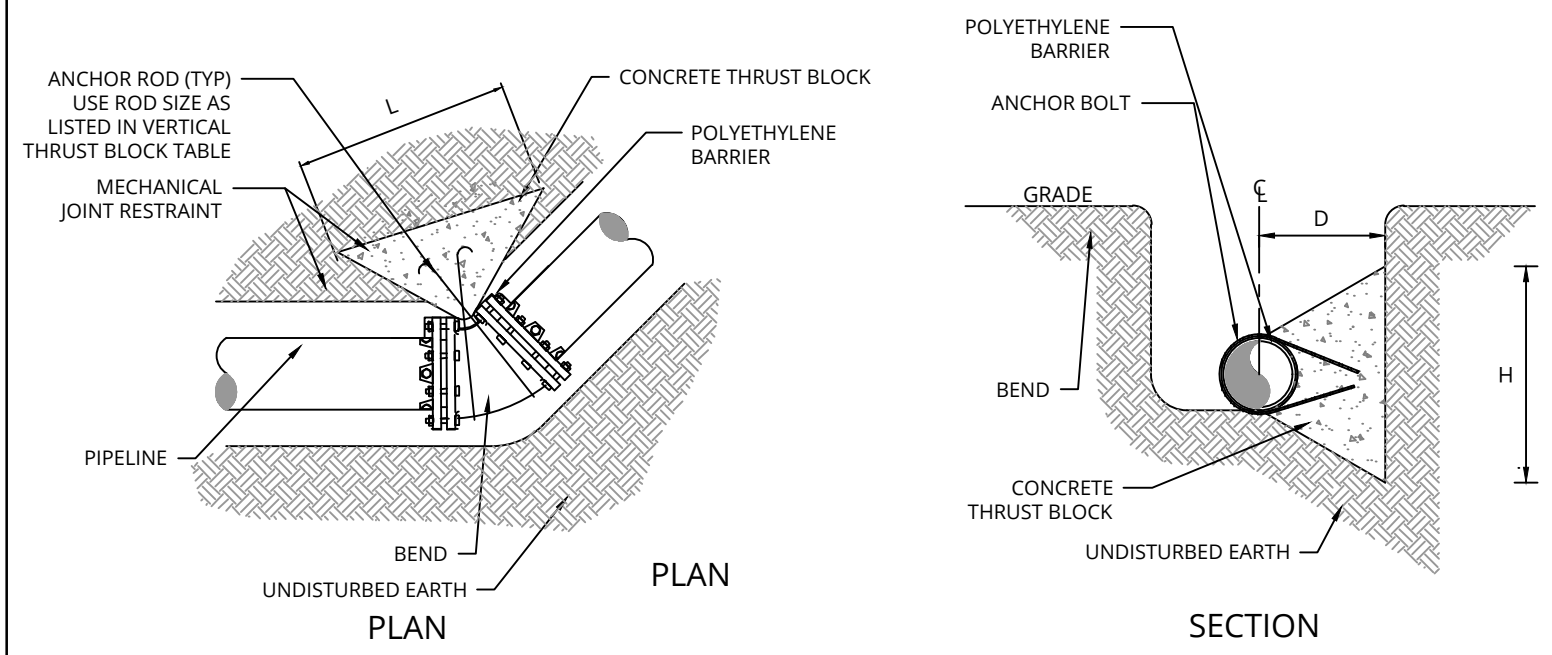 ANCHOR ROD (TYP)
USE ROD SIZE AS
LISTED IN VERTICAL
THRUST BLOCK TABLE
MECHANICAL
JOINT RESTRAINT
L
CONCRETE THRUST BLOCK
POLYETHYLENE
BARRIER
PIPELINE
BEND
UNDISTURBED EARTH
PLAN
PLAN
POLYETHYLENE
BARRIER
ANCHOR BOLT
GRADE
℄
D
H
BEND
CONCRETE
THRUST BLOCK
UNDISTURBED EARTH
SECTION